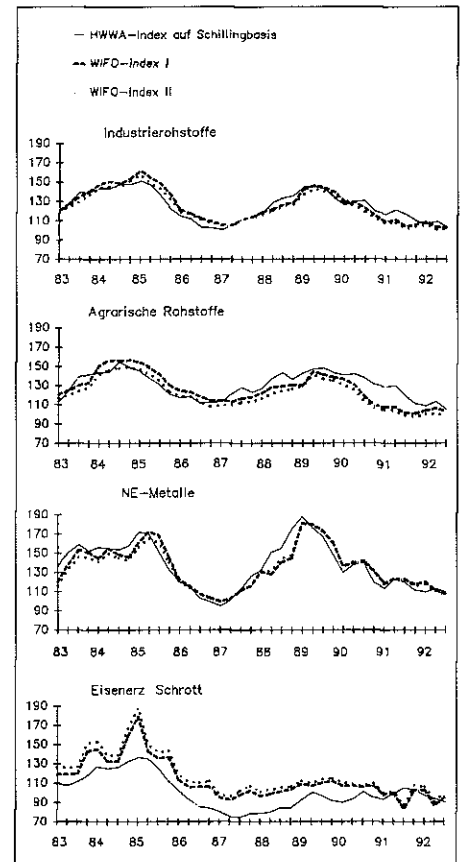 — HWWA-Index auf Schillingbasis
WIFO-Index I
WIFO-Index II
Industrierohstoffe
190
170
150
130
110
90
70
83 84 85 86 87 88 89 90 91 92
Agrarische Rohstoffe
190
170
150
130
110
90
70
83 84 85 86 87 88 89 90 91 92
NE-Metalle
190
170
150
130
110
90
70
83 84 85 86 87 88 89 90 91 92
Eisenerz Schrott
190
170
150
130
110
90
70
83 84 85 86 87 88 89 90 91 92